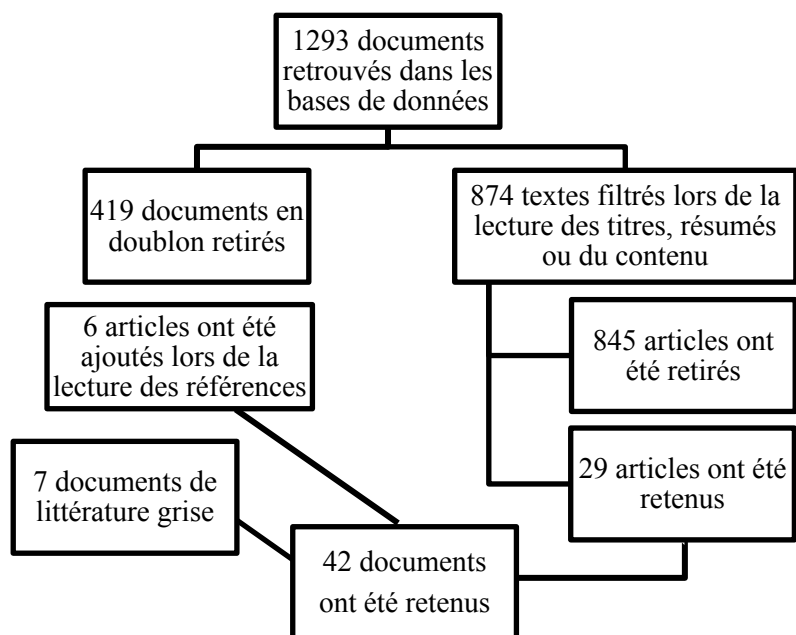 1293 documents
retrouvés dans les
bases de données
419 documents en
doublon retirés
874 textes filtrés lors de la
lecture des titres, résumés
ou du contenu
6 articles ont été
ajoutés lors de la
lecture des références
845 articles ont
été retirés
7 documents de
littérature grise
29 articles ont été
retenus
42 documents
ont été retenus